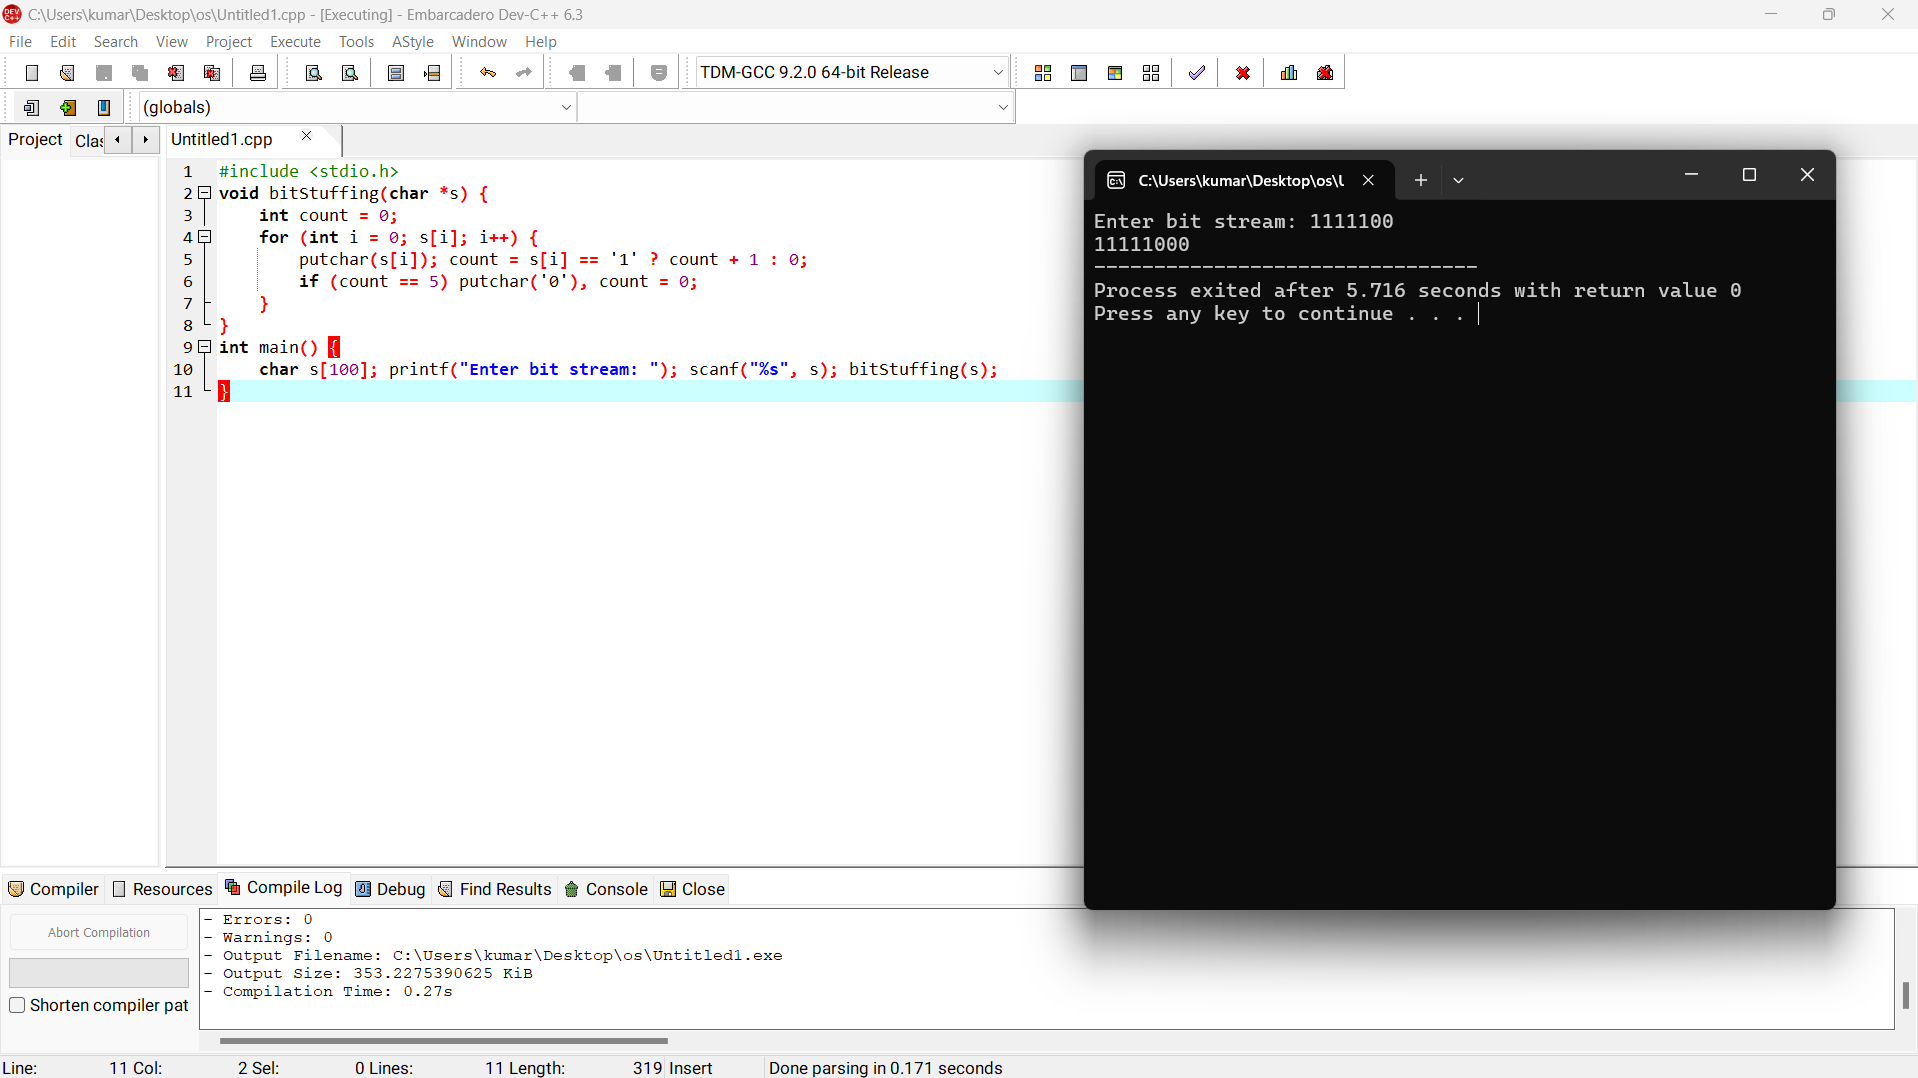 C:\Users\kumar\Desktop\os\Untitled1.cpp - [Executing] - Embarcadero Dev-C++ 6.3
File Edit Search View Project Execute Tools AStyle Window Help
TDM-GCC 9.2.0 64-bit Release
(globals)
Project Clas
Untitled1.cpp
1 #include <stdio.h>
2 void bitStuffing(char *s) {
3 int count = 0;
4 for (int i = 0; s[i]; i++) {
5 putchar(s[i]); count = s[i] == '1' ? count + 1 : 0;
6 if (count == 5) putchar('0'), count = 0;
7 }
8 }
9 int main() {
10 char s[100]; printf("Enter bit stream: "); scanf("%s", s); bitStuffing(s);
11 }
C:\Users\kumar\Desktop\os\U
Enter bit stream: 1111100
11111000
--------------------------------
Process exited after 5.716 seconds with return value 0
Press any key to continue . . .
Compiler Resources Compile Log Debug Find Results Console Close
Abort Compilation
Shorten compiler pat
- Errors: 0
- Warnings: 0
- Output Filename: C:\Users\kumar\Desktop\os\Untitled1.exe
- Output Size: 353.2275390625 KiB
- Compilation Time: 0.27s
Line: 11 Col: 2 Sel: 0 Lines: 11 Length: 319 Insert Done parsing in 0.171 seconds